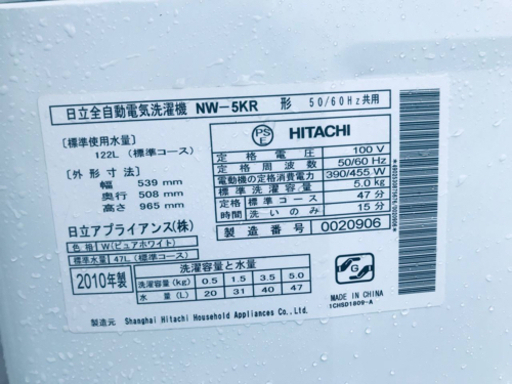 日立全自動電気洗濯機 NW-5KR 形 50/60Hz共用
[標準使用水量]
122L (標準コース)
[外形寸法]
幅 539 mm
奥行 508 mm
高さ 965 mm
日立アプライアンス(株)
色柄 W(ピュアホワイト)
標準水量 47L (標準コース)
PS E HITACHI
定格電圧 100 V
定格周波数 50/60 Hz
電動機の定格消費電力 390/455 W
標準洗濯容量 5.0 kg
定格時間 標準コース 47分
洗いのみ 15分
製造番号 0020906
2010年製
洗濯容量と水量
容量(kg) 0.5 1.5 3.5 5.0
水量(L) 20 31 40 47
G
MADE IN CHINA
1CHSD1809-A
製造元 Shanghai Hitachi Household Appliances Co., Ltd.